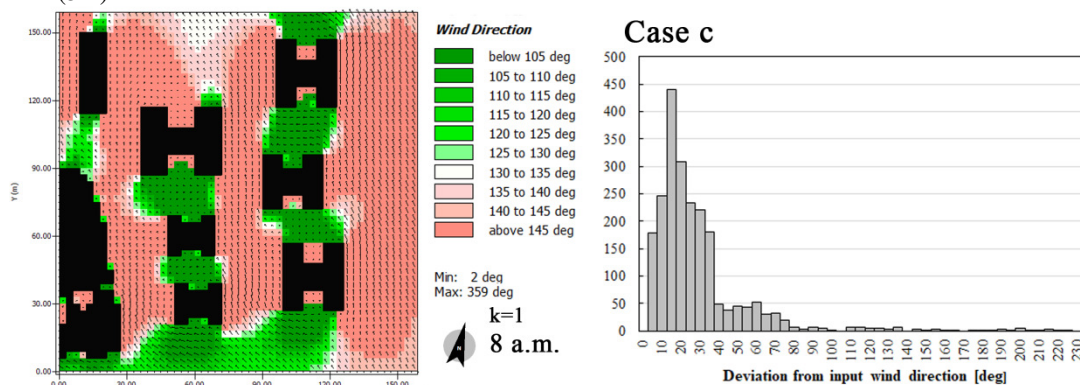 150.00
120.00
90.00
60.00
30.00
0.00
Y (m)
0.00
30.00
60.00
90.00
120.00
150.00
Wind Direction
below 105 deg
105 to 110 deg
110 to 115 deg
115 to 120 deg
120 to 125 deg
125 to 130 deg
130 to 135 deg
135 to 140 deg
140 to 145 deg
above 145 deg
Min: 2 deg
Max: 359 deg
k=1
N
8 a.m.
Case c
500
450
400
350
300
250
200
150
100
50
0
0 10 20 30 40 50 60 70 80 90 100 110 120 130 140 150 160 170 180 190 200 210 220 230
Deviation from input wind direction [deg]